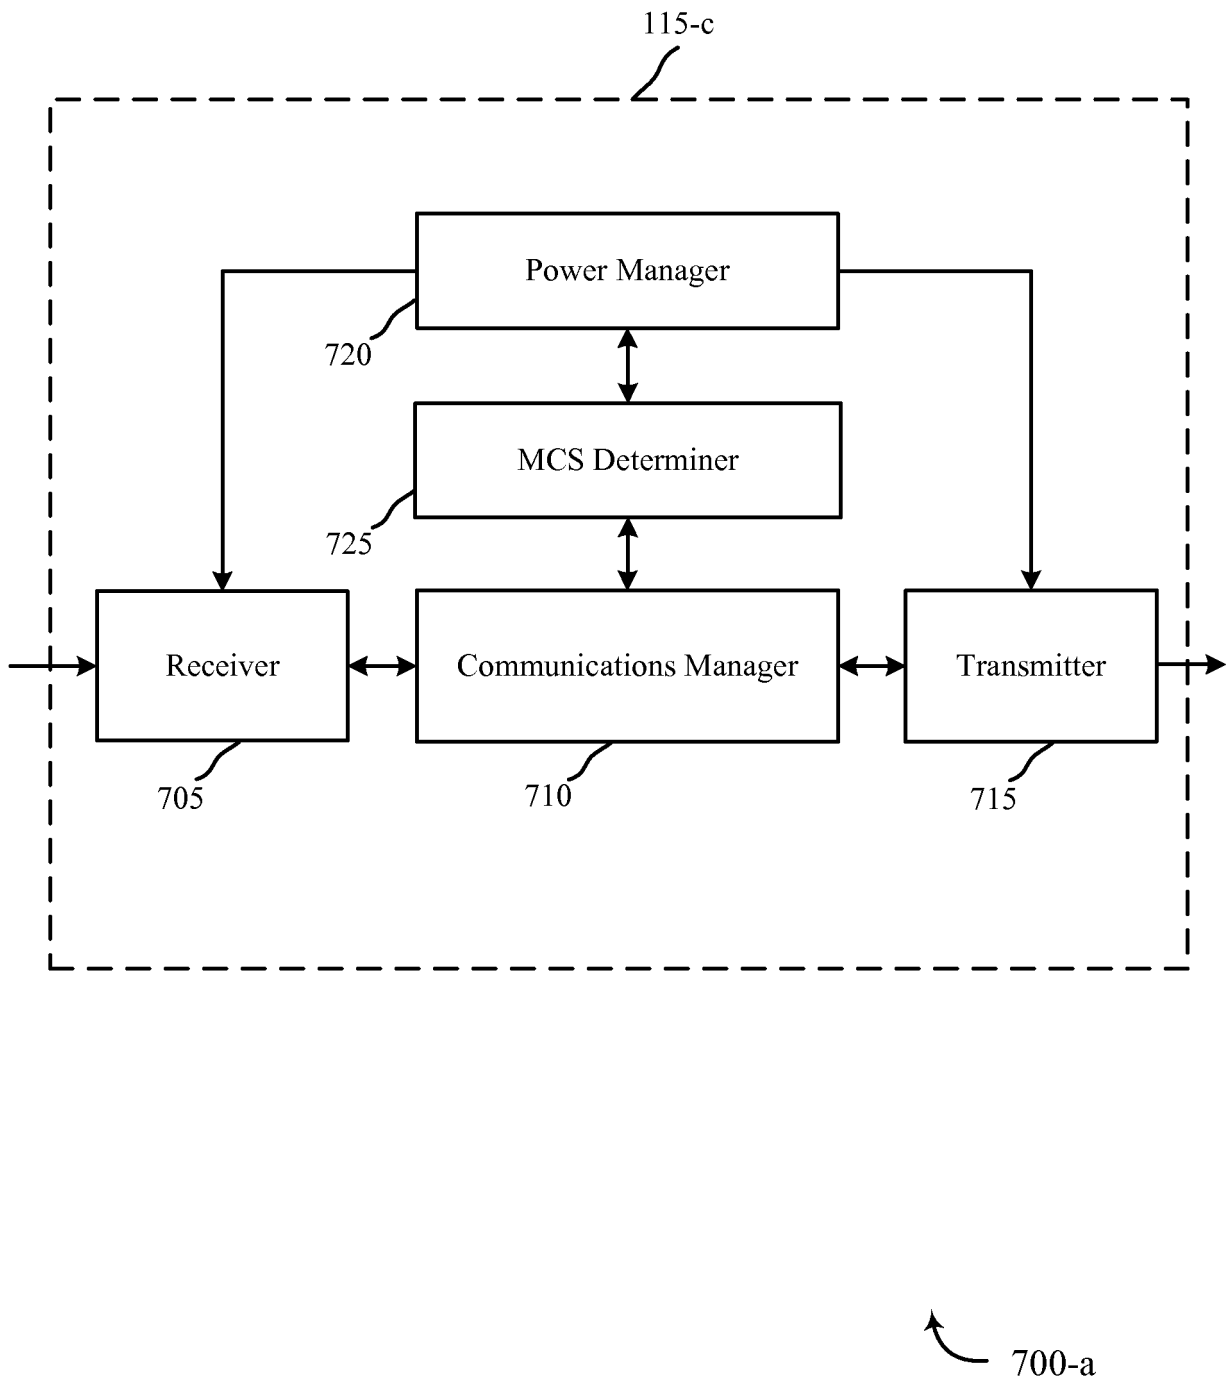 115-c
Power Manager
720
MCS Determiner
725
Receiver
Communications Manager
Transmitter
705
710
715
700-a